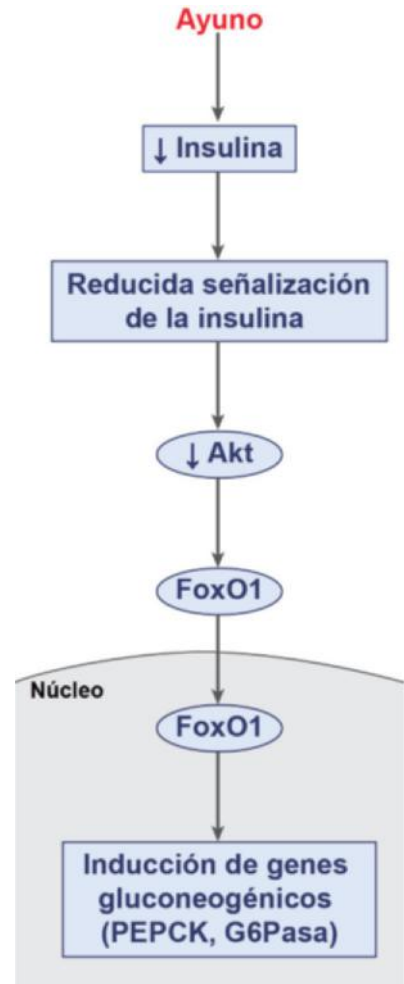 Ayuno
↓ Insulina
Reducida señalización
de la insulina
↓ Akt
FoxO1
Núcleo
FoxO1
Inducción de genes
gluconeogénicos
(PEPCK, G6Pasa)